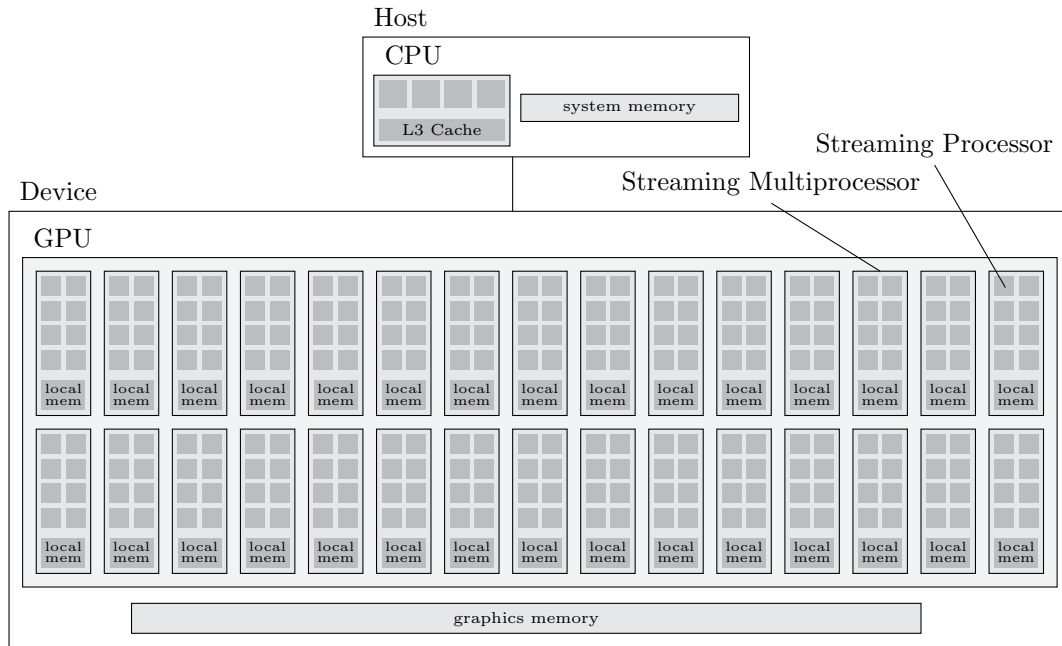 Host
CPU
system memory
L3 Cache
Streaming Processor
Streaming Multiprocessor
Device
GPU
local local local local local local local local local local local local local local local
mem mem mem mem mem mem mem mem mem mem mem mem mem mem mem
local local local local local local local local local local local local local local local
mem mem mem mem mem mem mem mem mem mem mem mem mem mem mem
graphics memory